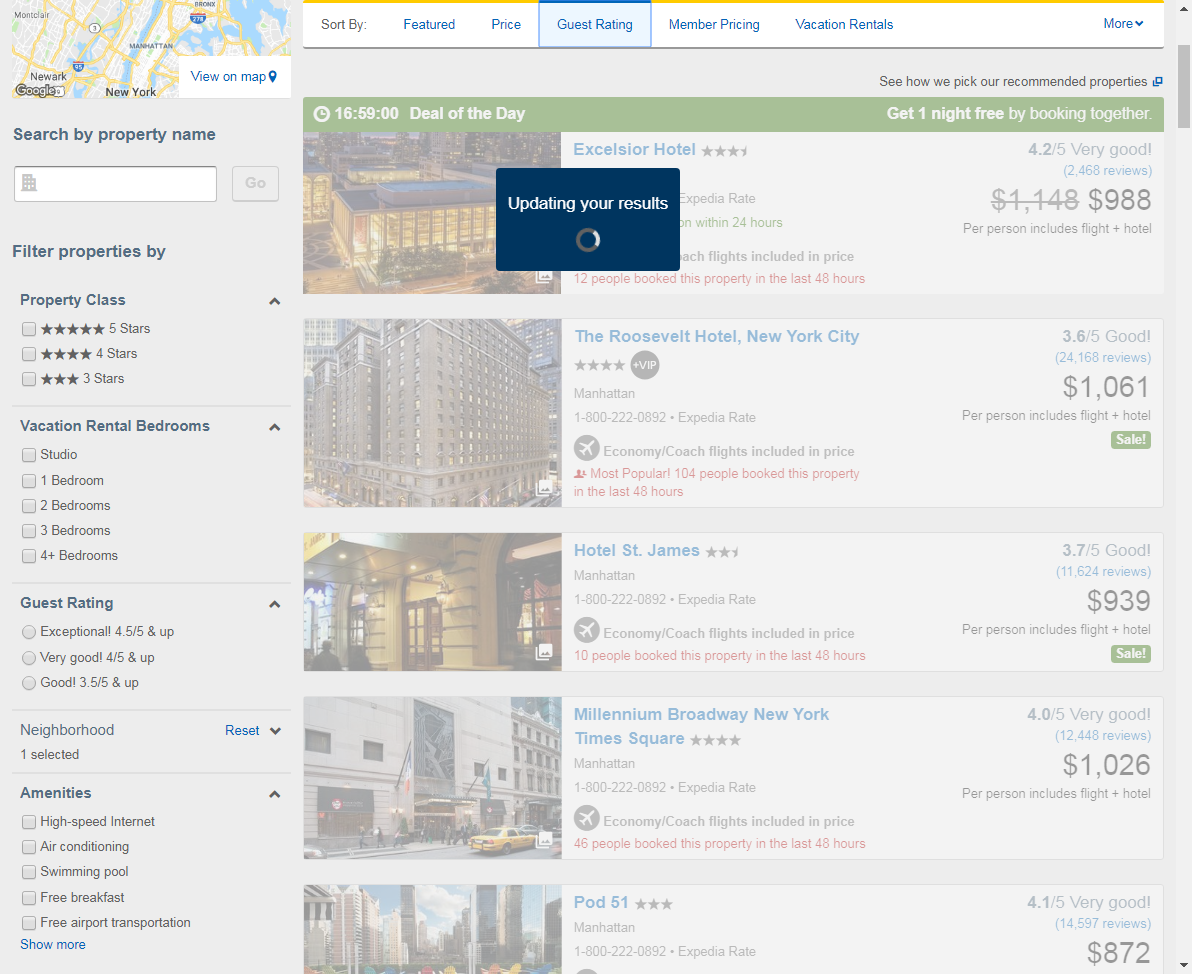 Montclair
BRONX
278
3
MANHATTAN
95
Newark
Google
New York
View on map
Search by property name
Go
Filter properties by
Property Class
5 Stars
4 Stars
3 Stars
Vacation Rental Bedrooms
Studio
1 Bedroom
2 Bedrooms
3 Bedrooms
4+ Bedrooms
Guest Rating
Exceptional! 4.5/5 & up
Very good! 4/5 & up
Good! 3.5/5 & up
Neighborhood Reset
1 selected
Amenities
High-speed Internet
Air conditioning
Swimming pool
Free breakfast
Free airport transportation
Show more
Sort By: Featured Price Guest Rating Member Pricing Vacation Rentals More
See how we pick our recommended properties
16:59:00 Deal of the Day Get 1 night free by booking together.
Updating your results
Excelsior Hotel
4.2/5 Very good!
(2,468 reviews)
Expedia Rate
$1,148 $988
within 24 hours
Per person includes flight + hotel
flights included in price
12 people booked this property in the last 48 hours
The Roosevelt Hotel, New York City
3.6/5 Good!
(24,168 reviews)
+VIP
$1,061
Manhattan
1-800-222-0892 • Expedia Rate
Per person includes flight + hotel
Sale!
Economy/Coach flights included in price
Most Popular! 104 people booked this property
in the last 48 hours
Hotel St. James
3.7/5 Good!
(11,624 reviews)
Manhattan
1-800-222-0892 • Expedia Rate
$939
Per person includes flight + hotel
Economy/Coach flights included in price
Sale!
10 people booked this property in the last 48 hours
Millennium Broadway New York
Times Square
4.0/5 Very good!
(12,448 reviews)
Manhattan
$1,026
1-800-222-0892 • Expedia Rate
Per person includes flight + hotel
Economy/Coach flights included in price
46 people booked this property in the last 48 hours
Pod 51
4.1/5 Very good!
(14,597 reviews)
Manhattan
1-800-222-0892 • Expedia Rate
$872